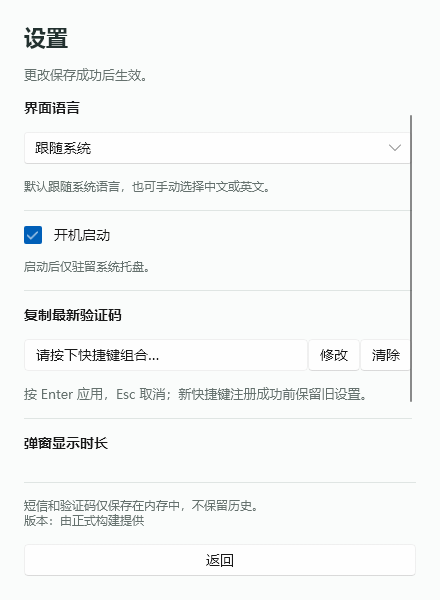 设置
更改保存成功后生效。
界面语言
跟随系统
默认跟随系统语言，也可手动选择中文或英文。
开机启动
启动后仅驻留系统托盘。
复制最新验证码
请按下快捷键组合... 修改 清除
按 Enter 应用，Esc 取消；新快捷键注册成功前保留旧设置。
弹窗显示时长
短信和验证码仅保存在内存中，不保留历史。
版本：由正式构建提供
返回